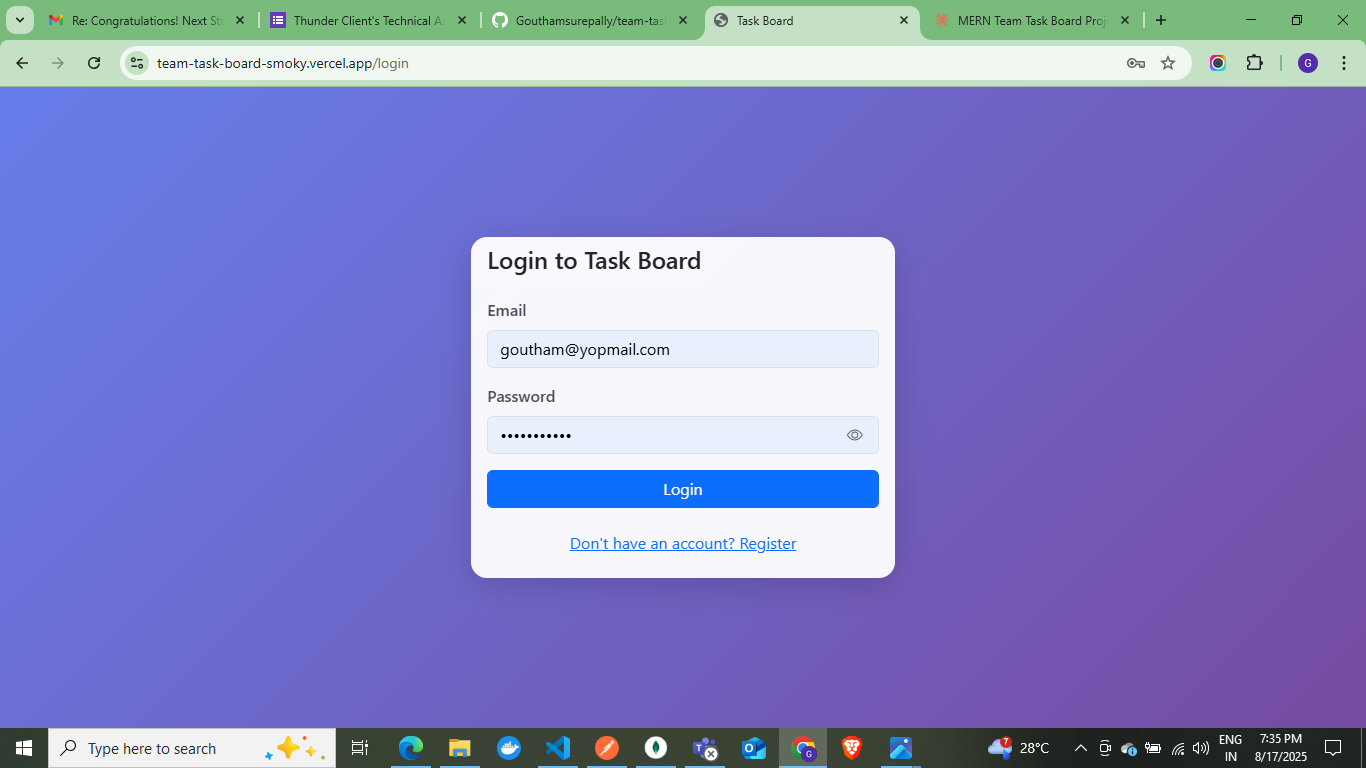 Re: Congratulations! Next St
Thunder Client's Technical As
Gouthamsurepally/team-tas
Task Board
MERN Team Task Board Proj
team-task-board-smoky.vercel.app/login
G
Login to Task Board
Email
goutham@yopmail.com
Password
•••••••••••
Login
Don't have an account? Register
Type here to search
G
7
28°C
ENG
IN
7:35 PM
8/17/2025